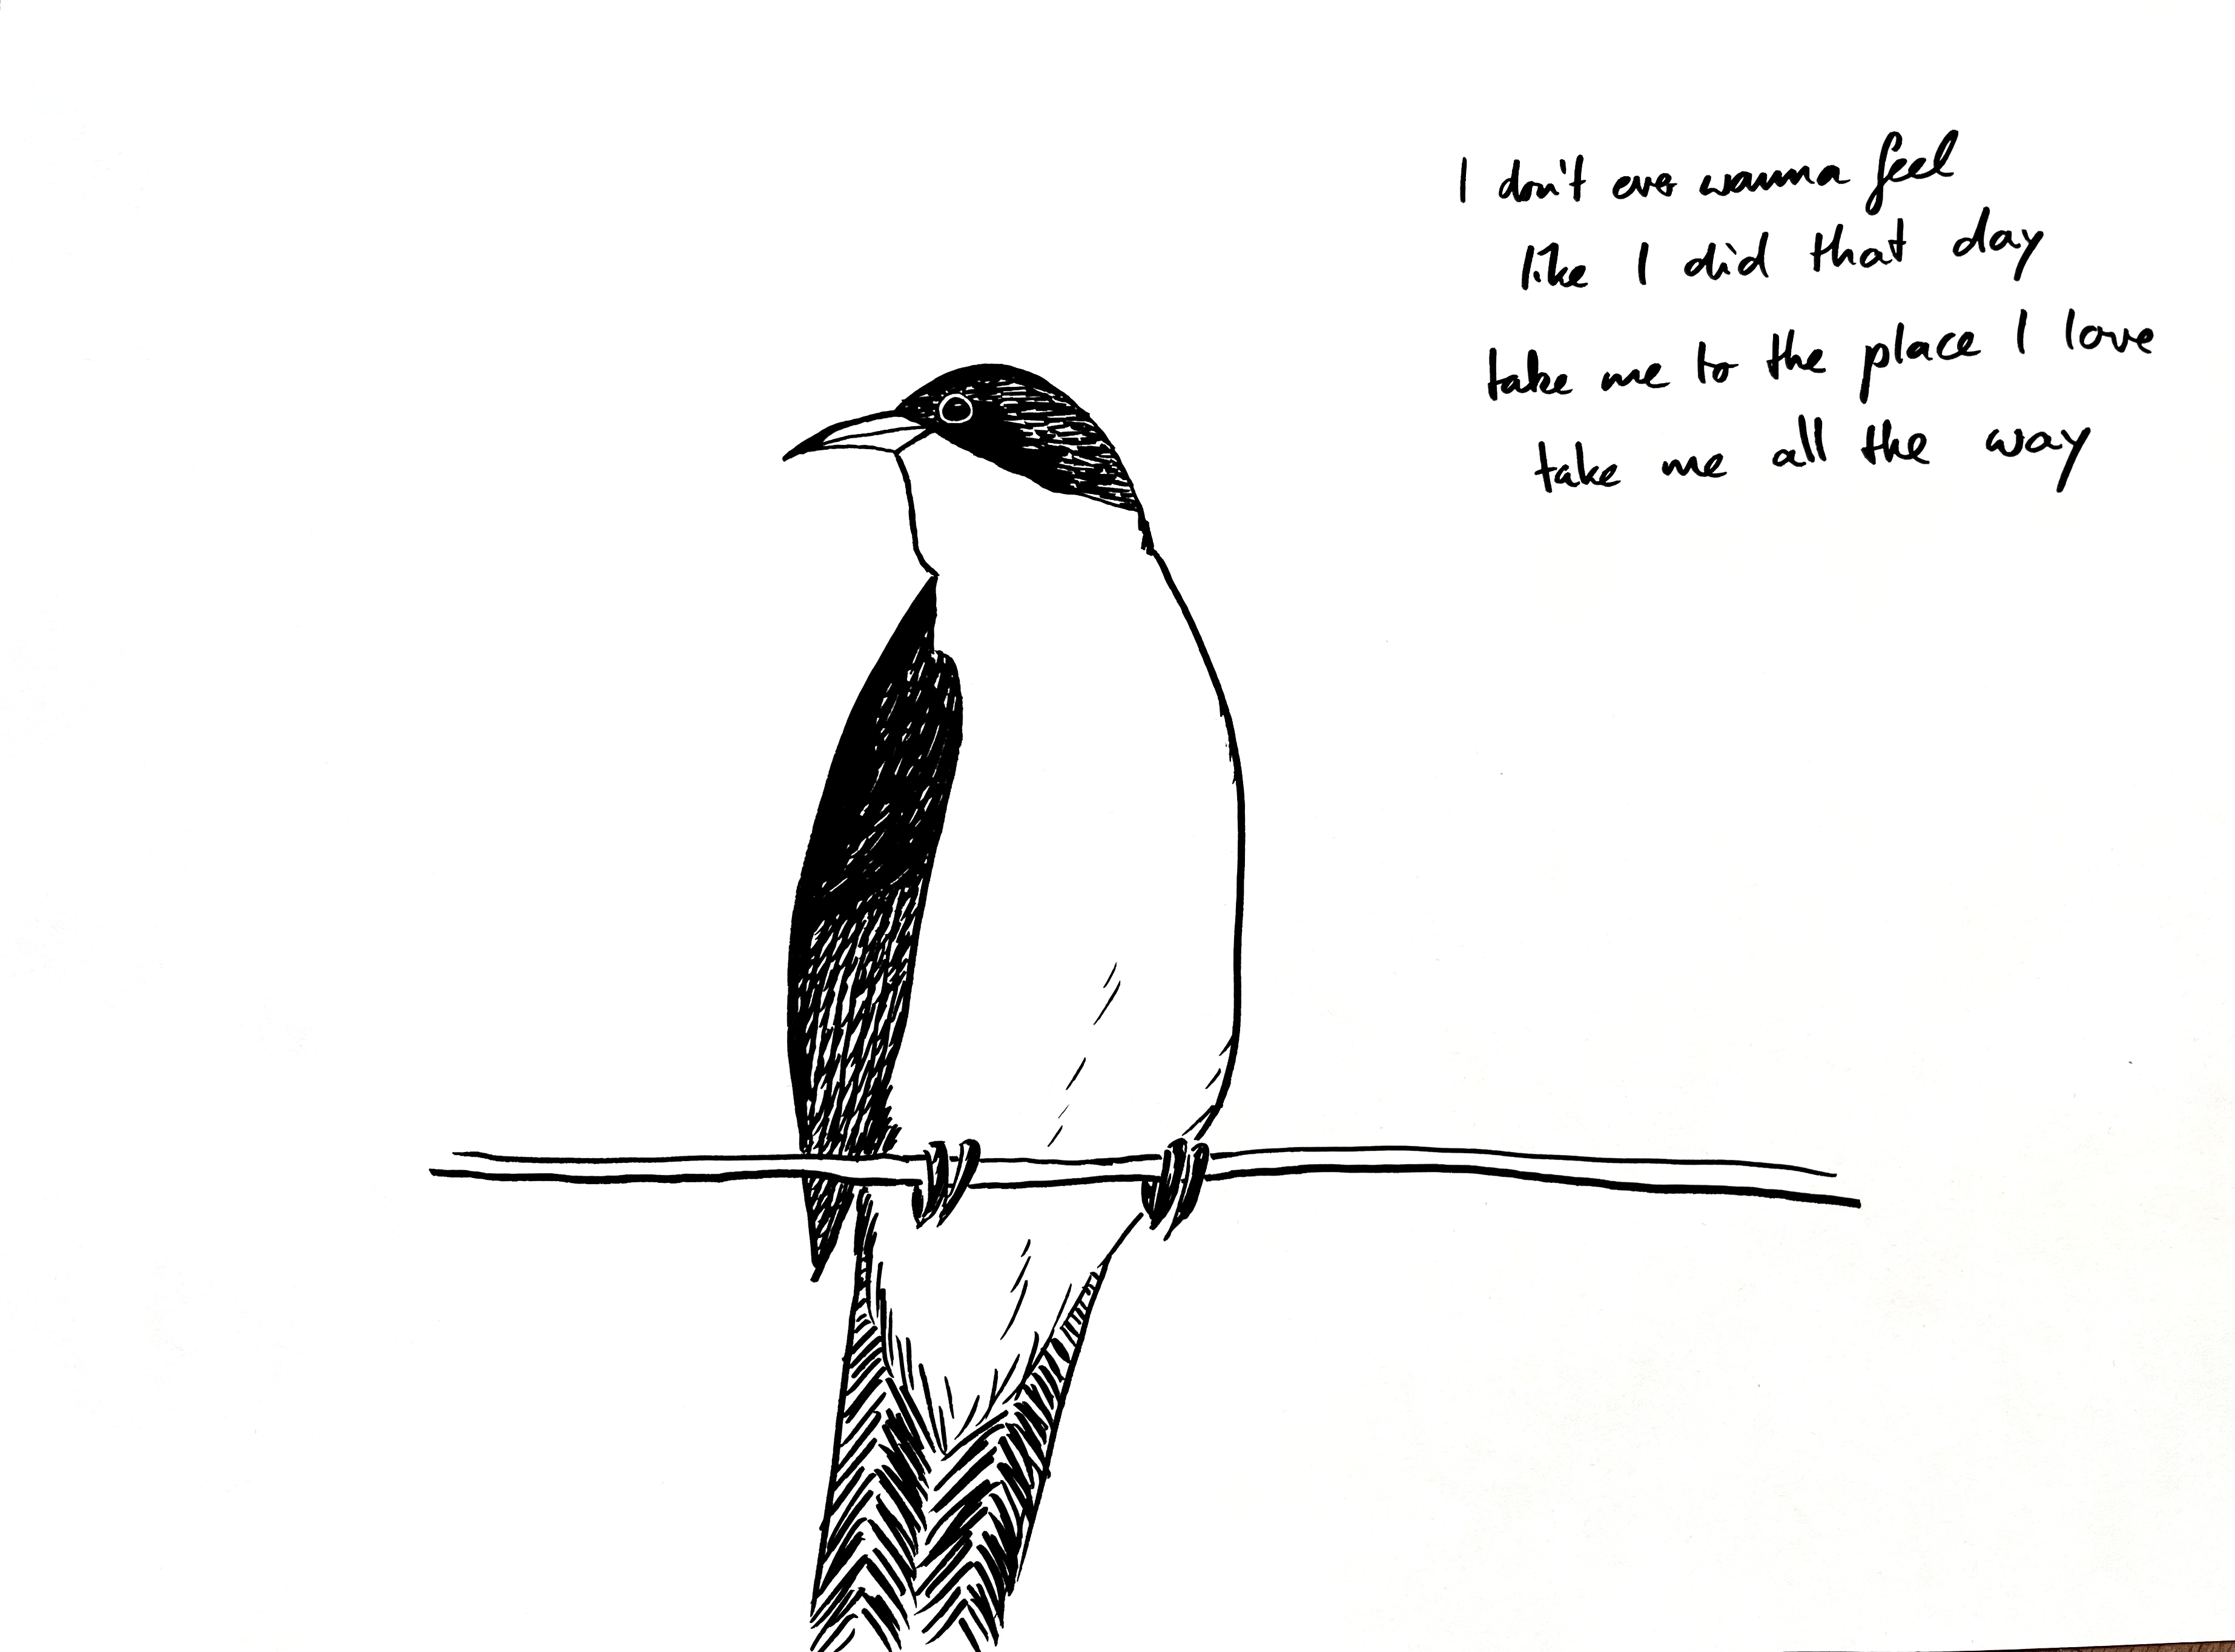 I don't ever wanna feel
like I did that day
take me to the place I love
take me all the way